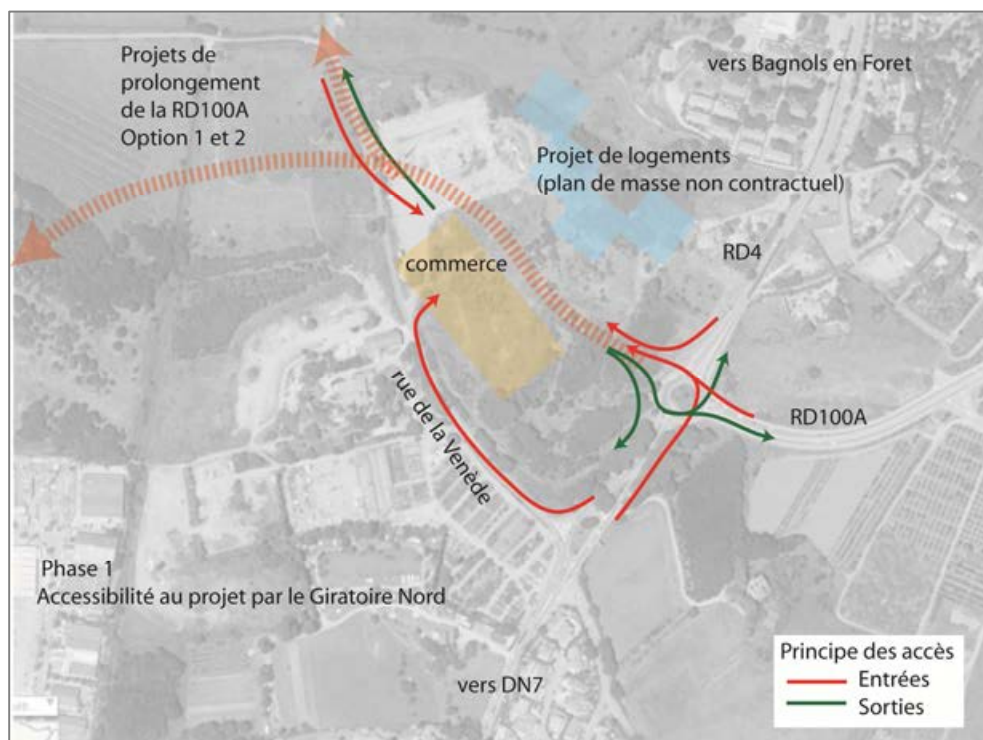 Projets de
prolongement
de la RD100A
Option 1 et 2
vers Bagnols en Foret
Projet de logements
(plan de masse non contractuel)
RD4
commerce
rue de la Venède
RD100A
Phase 1
Accessibilité au projet par le Giratoire Nord
vers DN7
Principe des accès
Entrées
Sorties